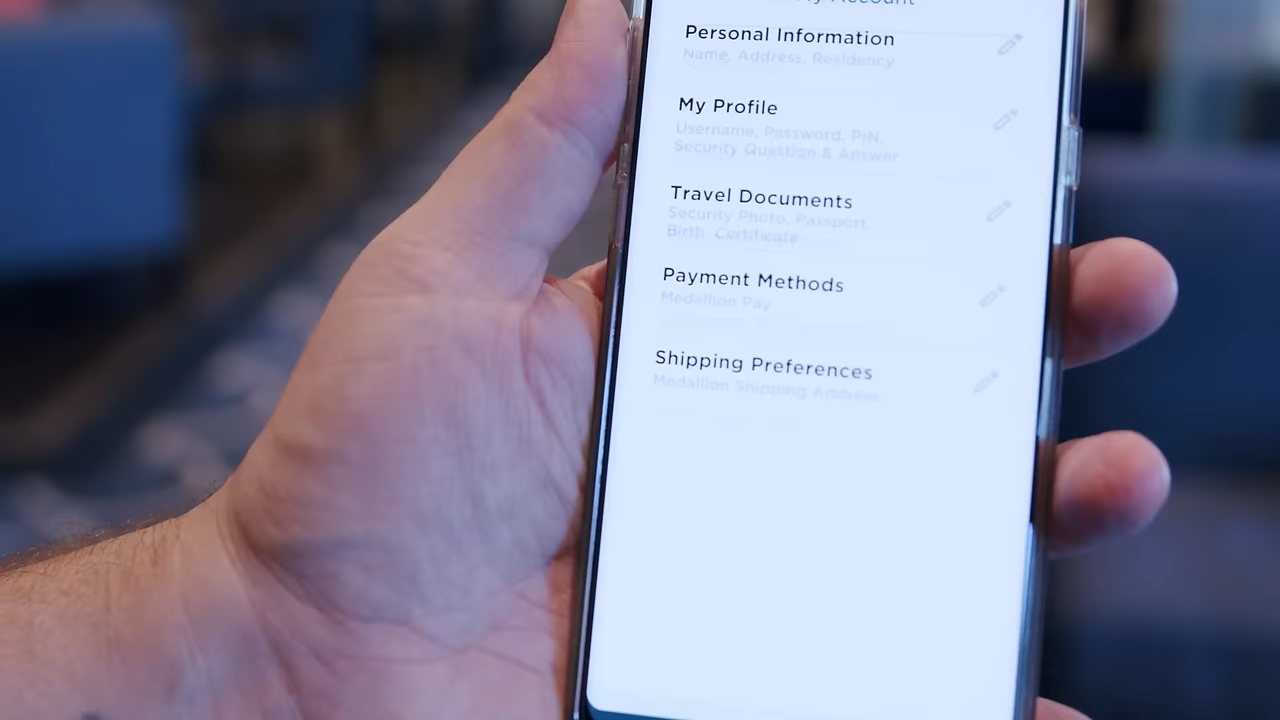 Account
Personal Information
Name, Address, Residency
My Profile
Username, Password, PIN,
Security Question & Answer
Travel Documents
Security Photo, Passport
Birth Certificate
Payment Methods
Medallion Pay
Shipping Preferences
Medallion Shipping Address